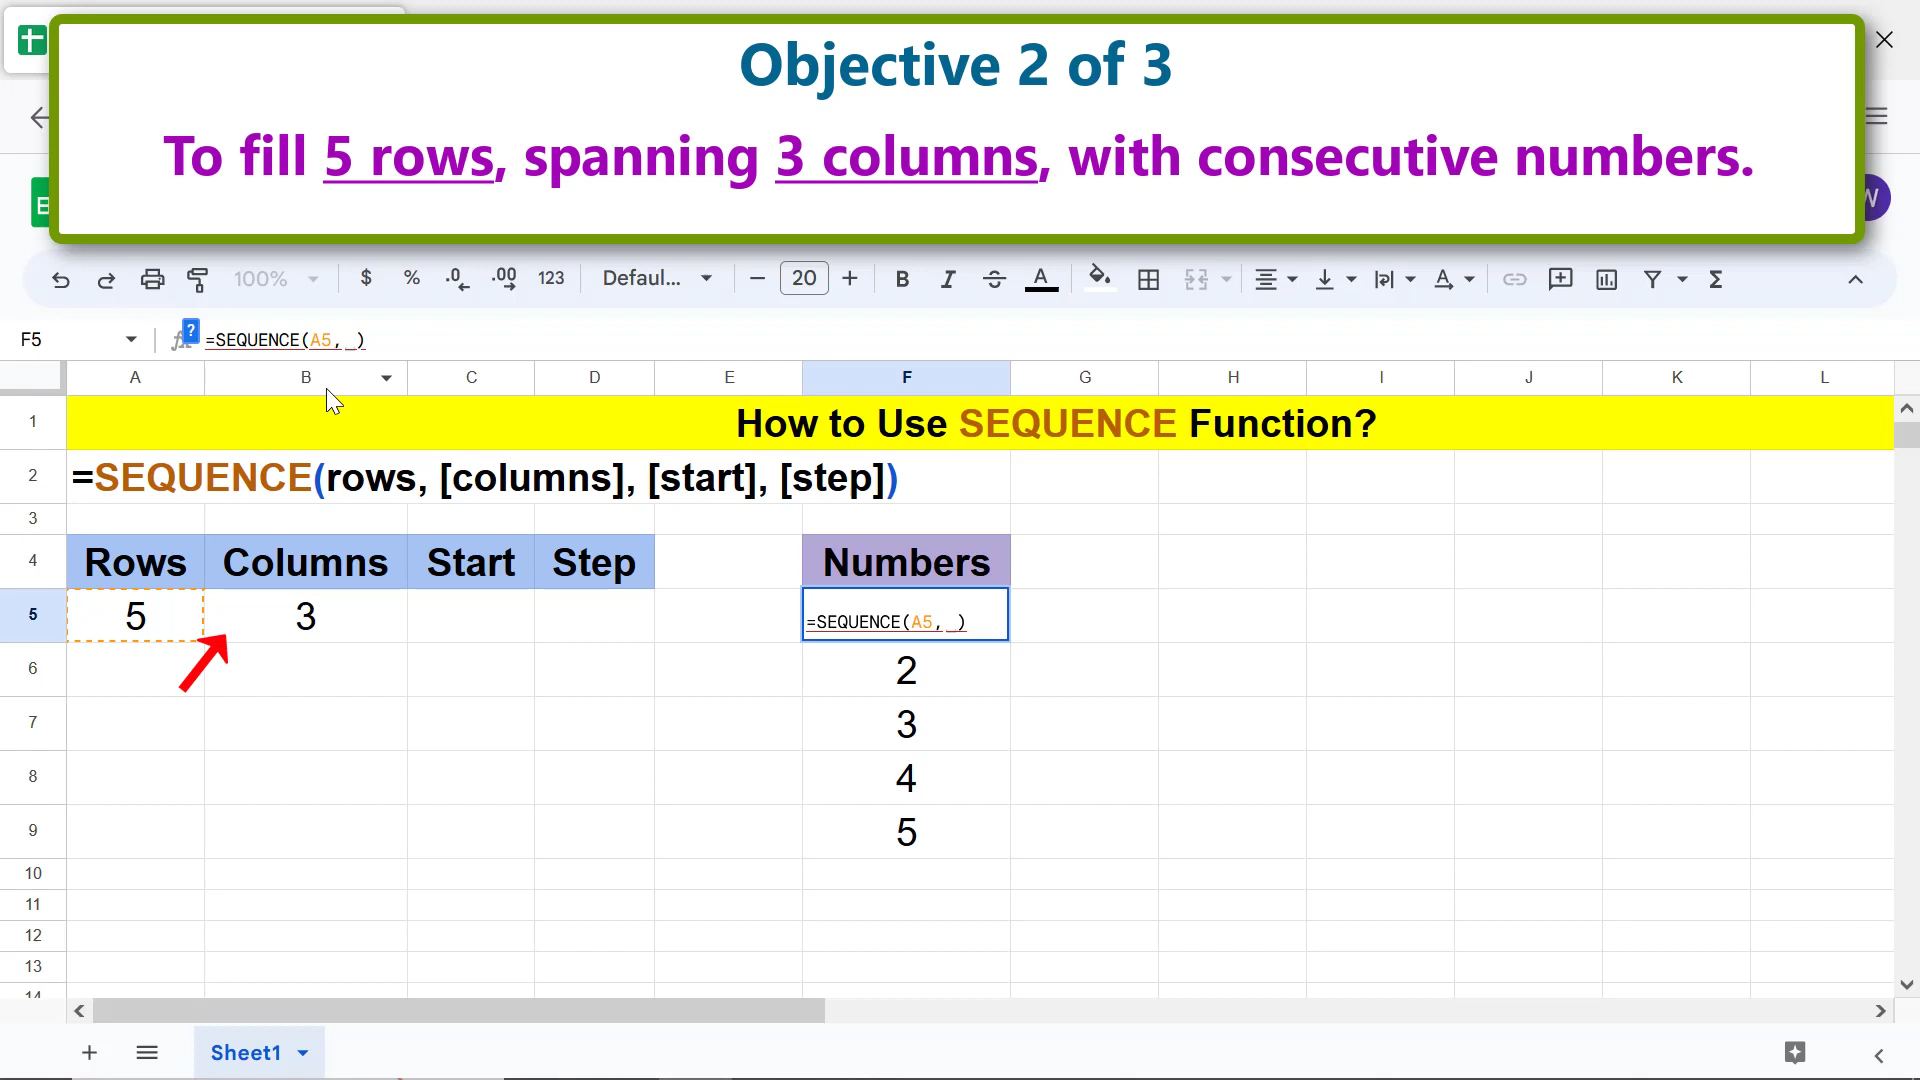 Objective 2 of 3
To fill 5 rows, spanning 3 columns, with consecutive numbers.
W
100% $ % .0 .00 123 Defaul... 20 B I A A Σ
F5 ? =SEQUENCE(A5, _)
A B C D E F G H I J K L
1 How to Use SEQUENCE Function?
2 =SEQUENCE(rows, [columns], [start], [step])
3
4 Rows Columns Start Step Numbers
5 5 3 =SEQUENCE(A5, _)
6 2
7 3
8 4
9 5
10
11
12
13
14
Sheet1